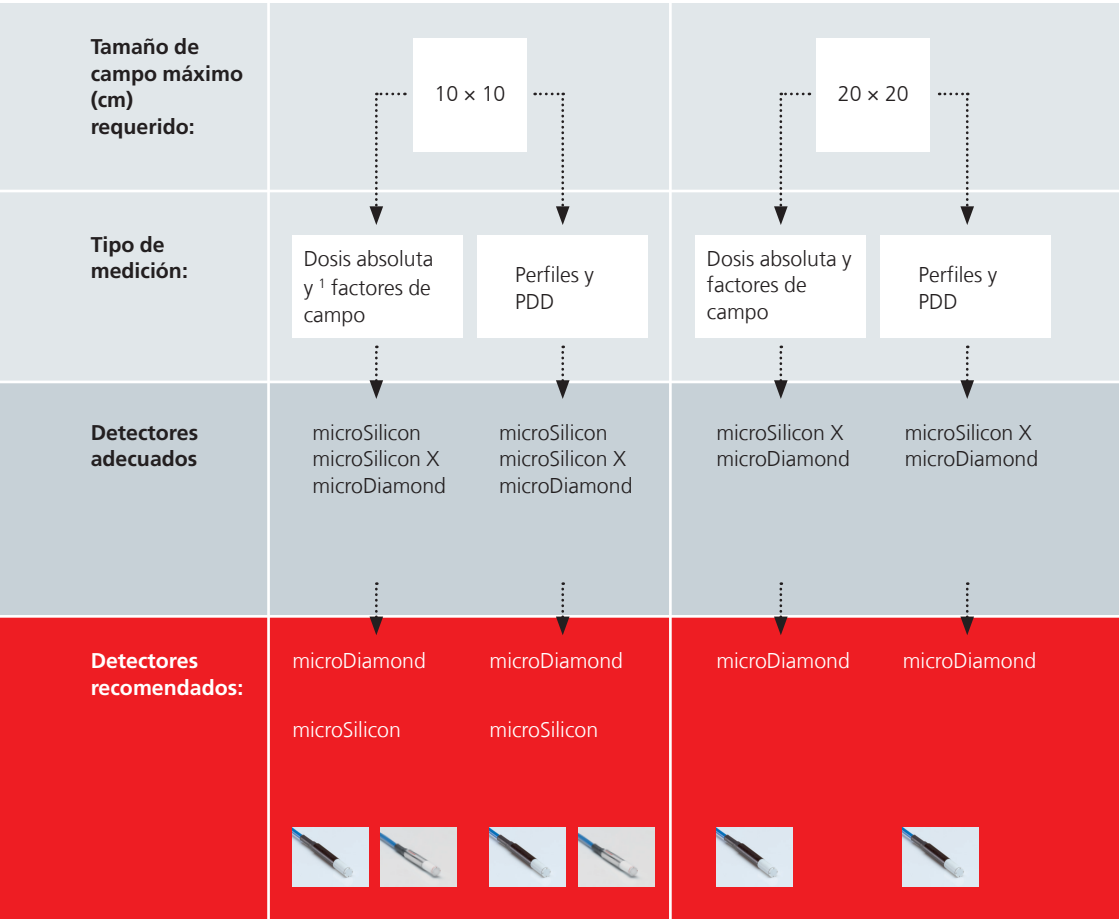 Tamaño de
campo máximo
(cm)
requerido:
10 × 10
20 × 20
Tipo de
medición:
Dosis absoluta
y ¹ factores de
campo
Perfiles y
PDD
Dosis absoluta y
factores de
campo
Perfiles y
PDD
Detectores
adecuados
microSilicon
microSilicon X
microDiamond
microSilicon
microSilicon X
microDiamond
microSilicon X
microDiamond
microSilicon X
microDiamond
Detectores
recomendados:
microDiamond
microSilicon
microDiamond
microSilicon
microDiamond
microDiamond